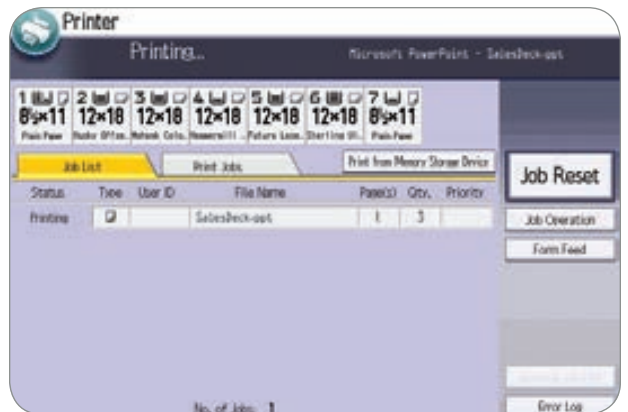 Printer
Printing... Microsoft PowerPoint - SalesDeck.ppt
1 2 3 4 5 6 7
8½×11 12×18 12×18 12×18 12×18 12×18 8½×11
Plain Paper Plain Paper
Job List Print Jobs Print from Memory Storage Device
Job Reset
Status Type User ID File Name Page(s) Qty. Priority
Printing SalesDeck.ppt 1 3
Job Operation
Form Feed
No. of Jobs: 1
Error Log